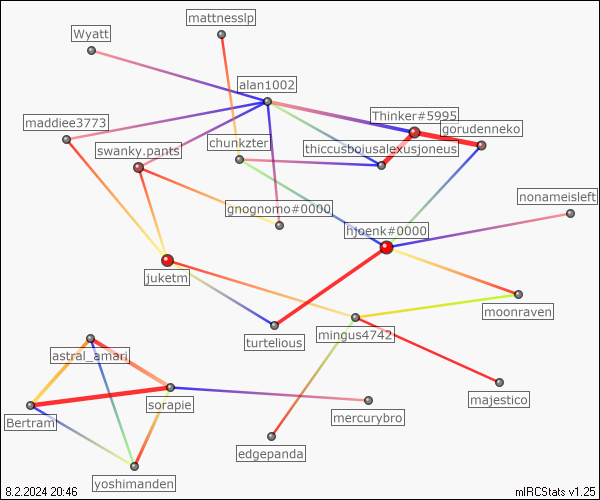 mattnesslp
Wyatt
alan1002
Thinker#5995
maddiee3773
gorudenneko
chunkzter
swanky.pants
thiccusboiusalexusjoneus
nonameisleft
gnognomo#0000
hjoenk#0000
juketm
moonraven
mingus4742
turtelious
astral_amari
majestico
sorapie
mercurybro
Bertram
edgepanda
yoshimanden
8.2.2024 20:46
mIRCStats v1.25